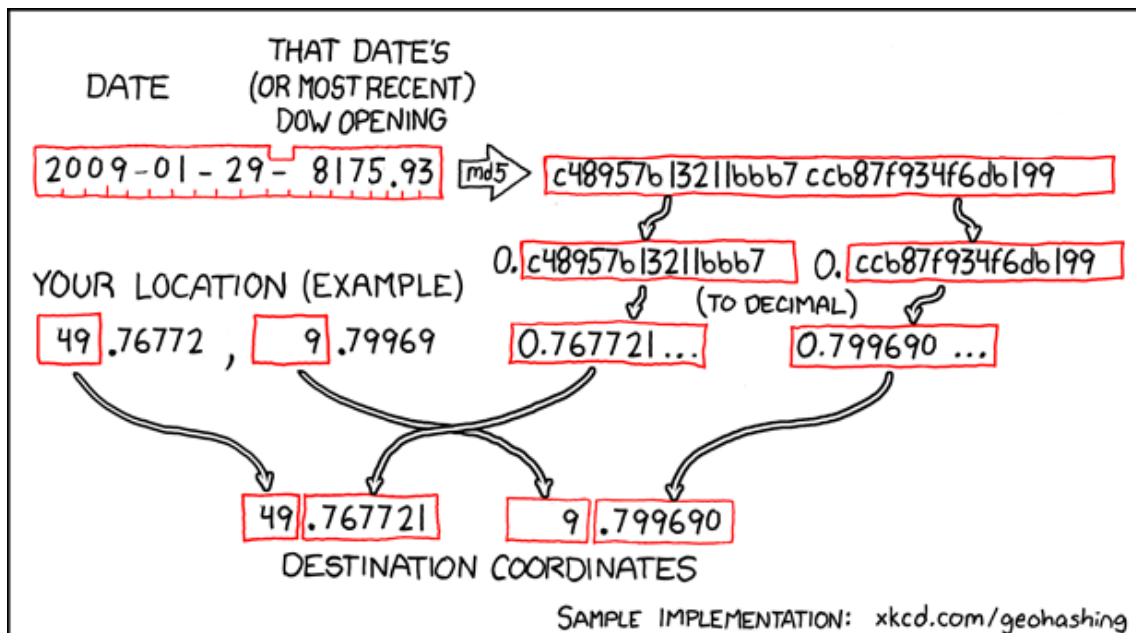 DATE
THAT DATE'S
(OR MOST RECENT)
DOW OPENING
2009-01-29-8175.93
md5
c48957b13211bbb7 ccb87f934f6db199
0.c48957b13211bbb7
0.ccb87f934f6db199
(TO DECIMAL)
YOUR LOCATION (EXAMPLE)
49.76772, 9.79969
0.767721...
0.799690 ...
49.767721
9.799690
DESTINATION COORDINATES
SAMPLE IMPLEMENTATION: xkcd.com/geohashing